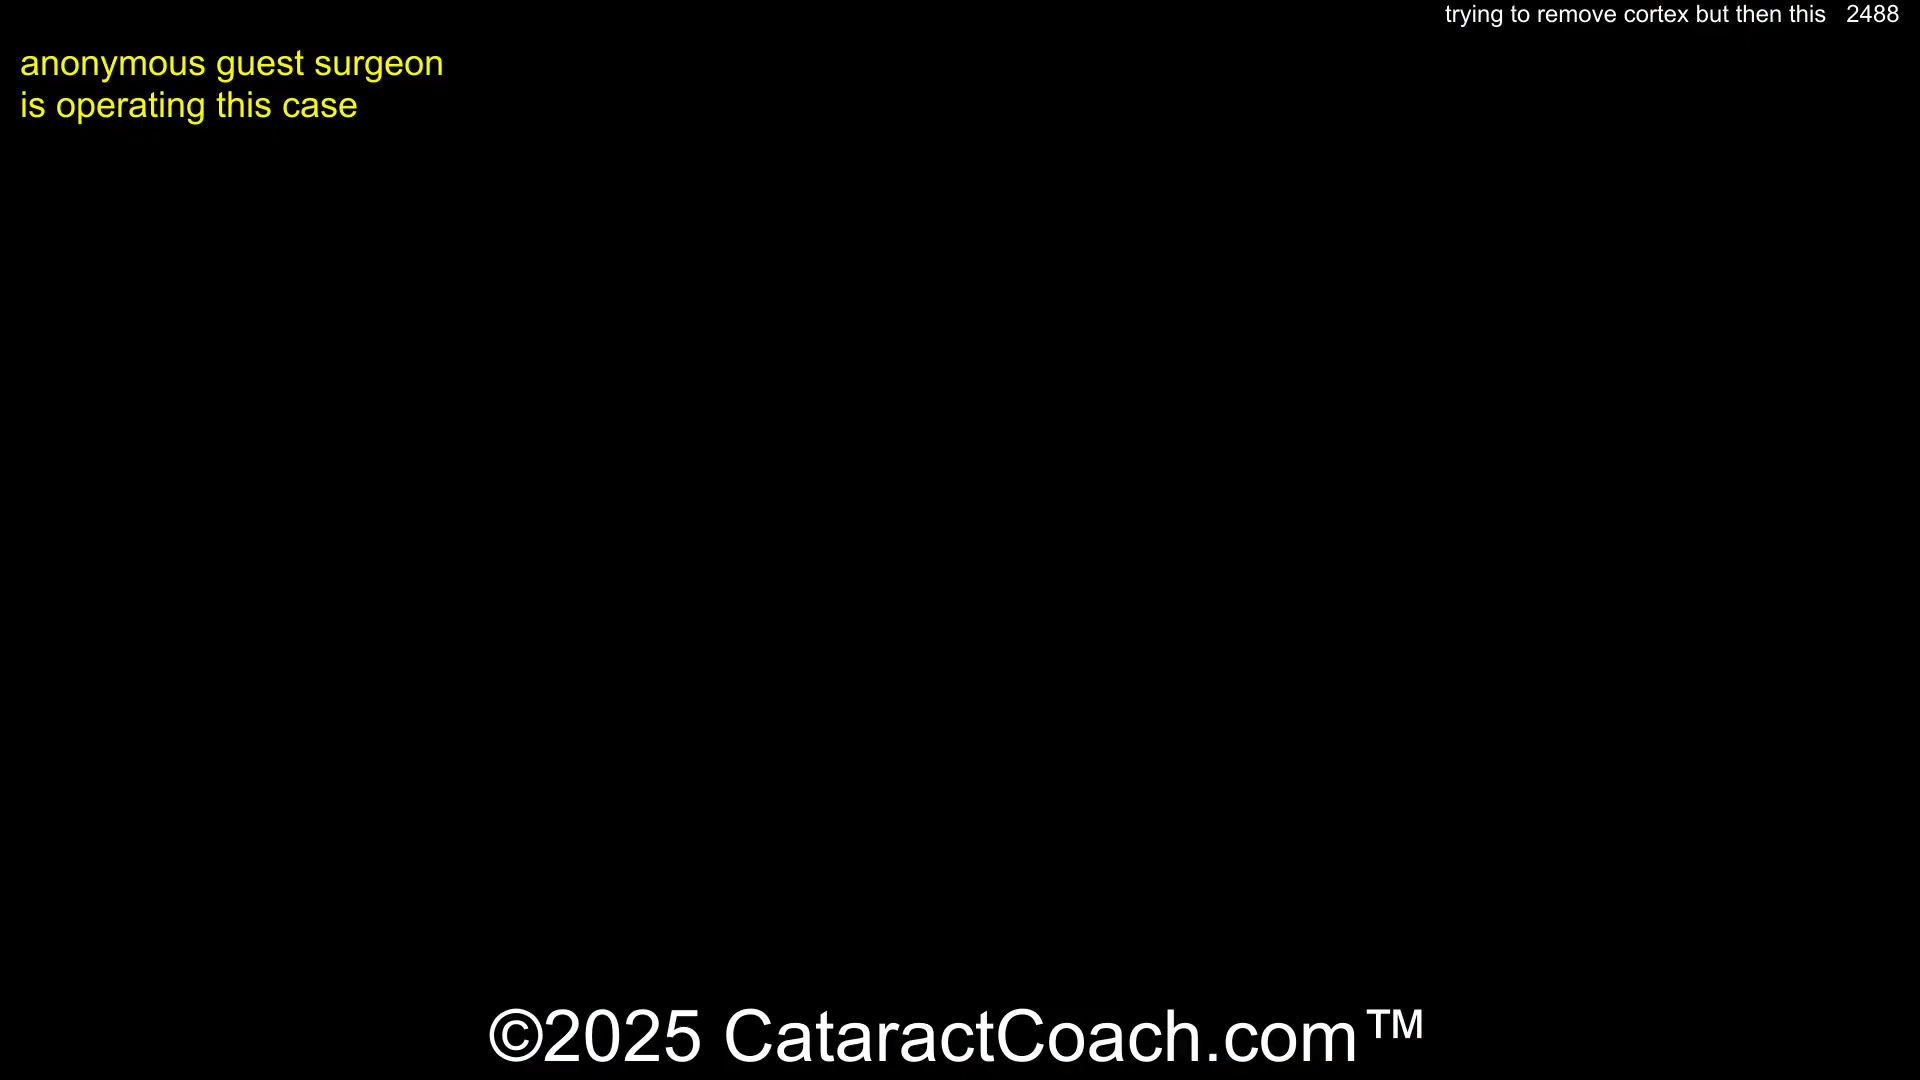 trying to remove cortex but then this 2488
anonymous guest surgeon
is operating this case
©2025 CataractCoach.com™